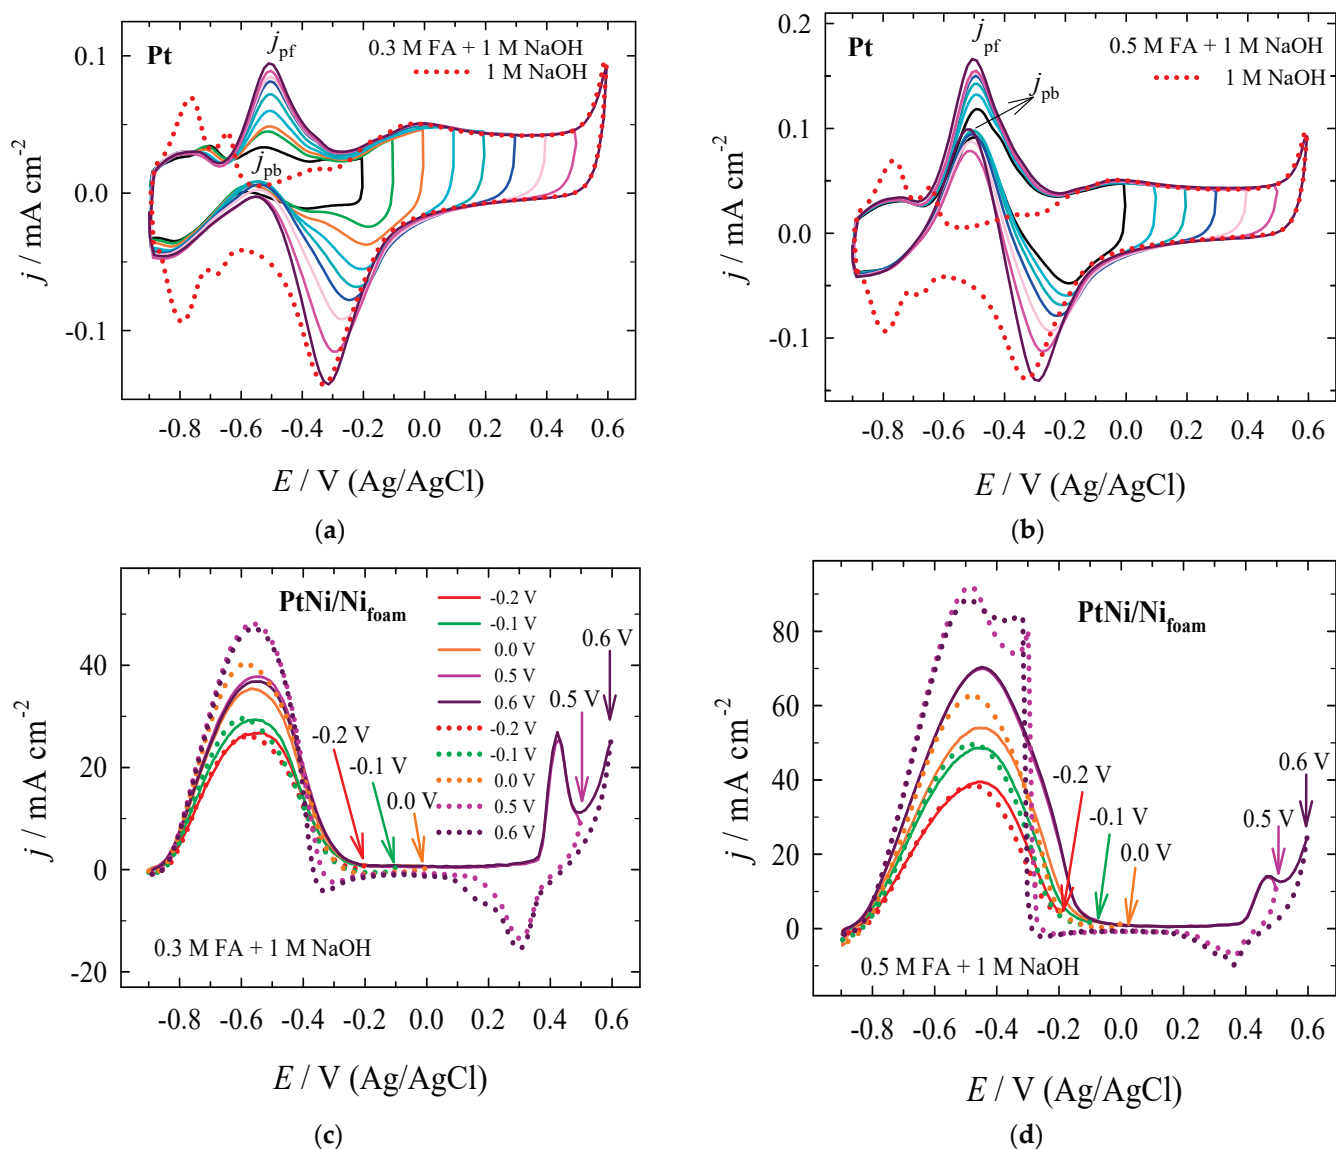 Pt
j pf
0.3 M FA + 1 M NaOH
1 M NaOH
j pb
0.1
0.0
-0.1
j / mA cm-2
-0.8 -0.6 -0.4 -0.2 0.0 0.2 0.4 0.6
E / V (Ag/AgCl)
(a)
Pt
j pf
0.5 M FA + 1 M NaOH
1 M NaOH
j pb
0.2
0.1
0.0
-0.1
j / mA cm-2
-0.8 -0.6 -0.4 -0.2 0.0 0.2 0.4 0.6
E / V (Ag/AgCl)
(b)
PtNi/Nifoam
-0.2 V
-0.1 V
0.0 V
0.5 V
0.6 V
-0.2 V
-0.1 V
0.0 V
0.5 V
0.6 V
0.6 V
0.5 V
-0.2 V
-0.1 V
0.0 V
40
20
0
-20
j / mA cm-2
0.3 M FA + 1 M NaOH
-0.8 -0.6 -0.4 -0.2 0.0 0.2 0.4 0.6
E / V (Ag/AgCl)
(c)
PtNi/Nifoam
0.6 V
0.5 V
-0.2 V
-0.1 V
0.0 V
80
60
40
20
0
j / mA cm-2
0.5 M FA + 1 M NaOH
-0.8 -0.6 -0.4 -0.2 0.0 0.2 0.4 0.6
E / V (Ag/AgCl)
(d)